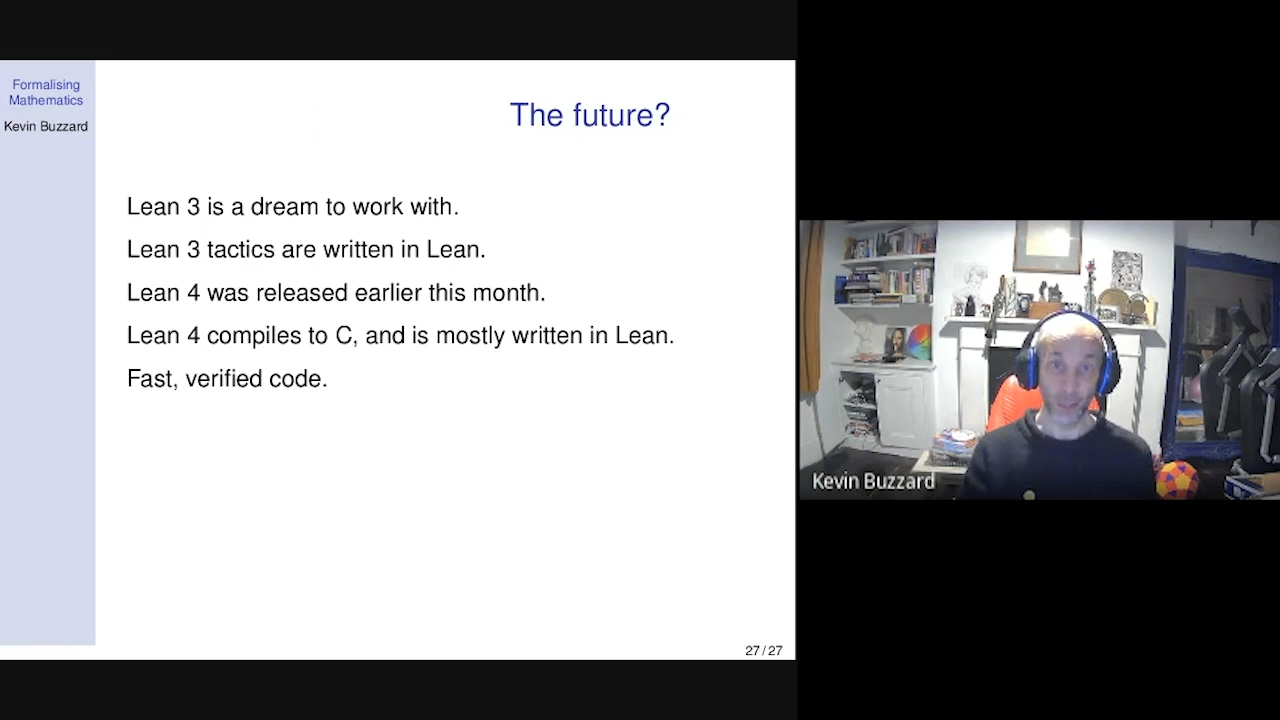 Formalising
Mathematics
Kevin Buzzard
The future?
Lean 3 is a dream to work with.
Lean 3 tactics are written in Lean.
Lean 4 was released earlier this month.
Lean 4 compiles to C, and is mostly written in Lean.
Fast, verified code.
27 / 27
Kevin Buzzard